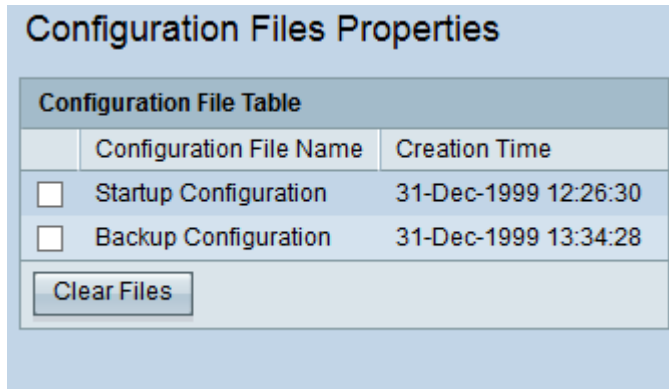 Configuration Files Properties
Configuration File Table
Configuration File Name Creation Time
Startup Configuration 31-Dec-1999 12:26:30
Backup Configuration 31-Dec-1999 13:34:28
Clear Files